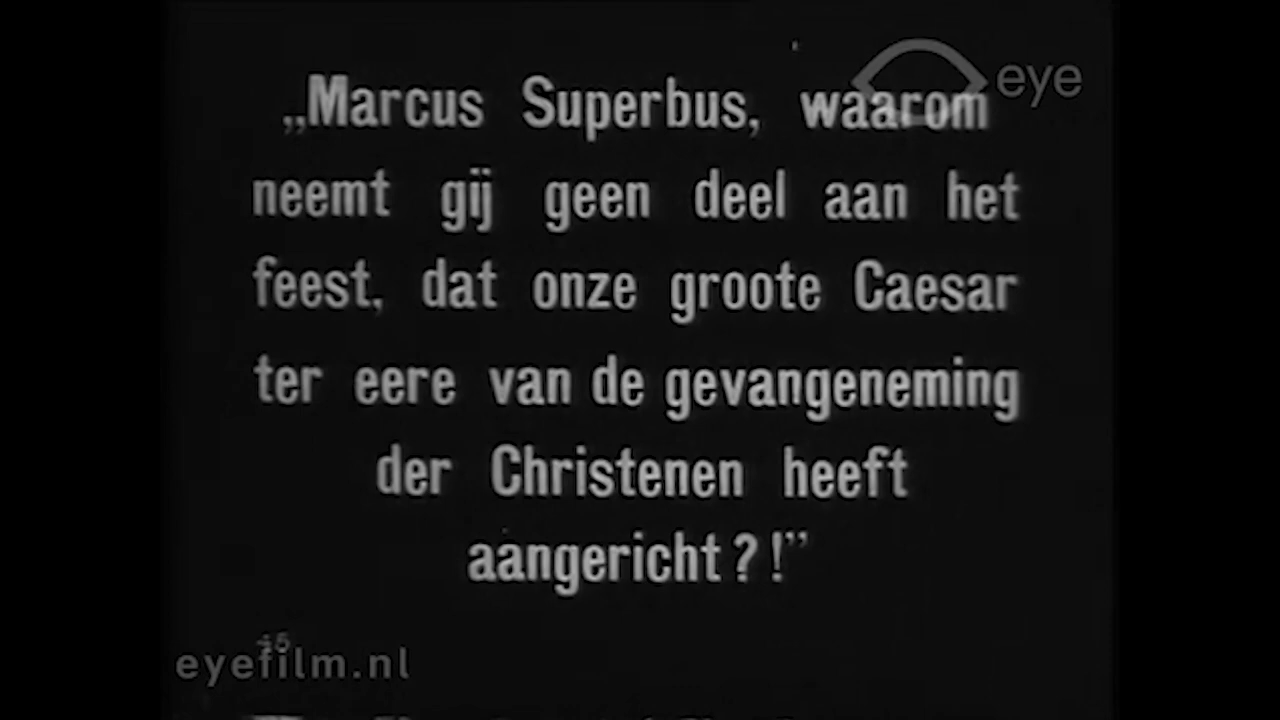 eye
„Marcus Superbus, waarom
neemt gij geen deel aan het
feest, dat onze groote Caesar
ter eere van de gevangeneming
der Christenen heeft
aangericht?!”
45
eyefilm.nl